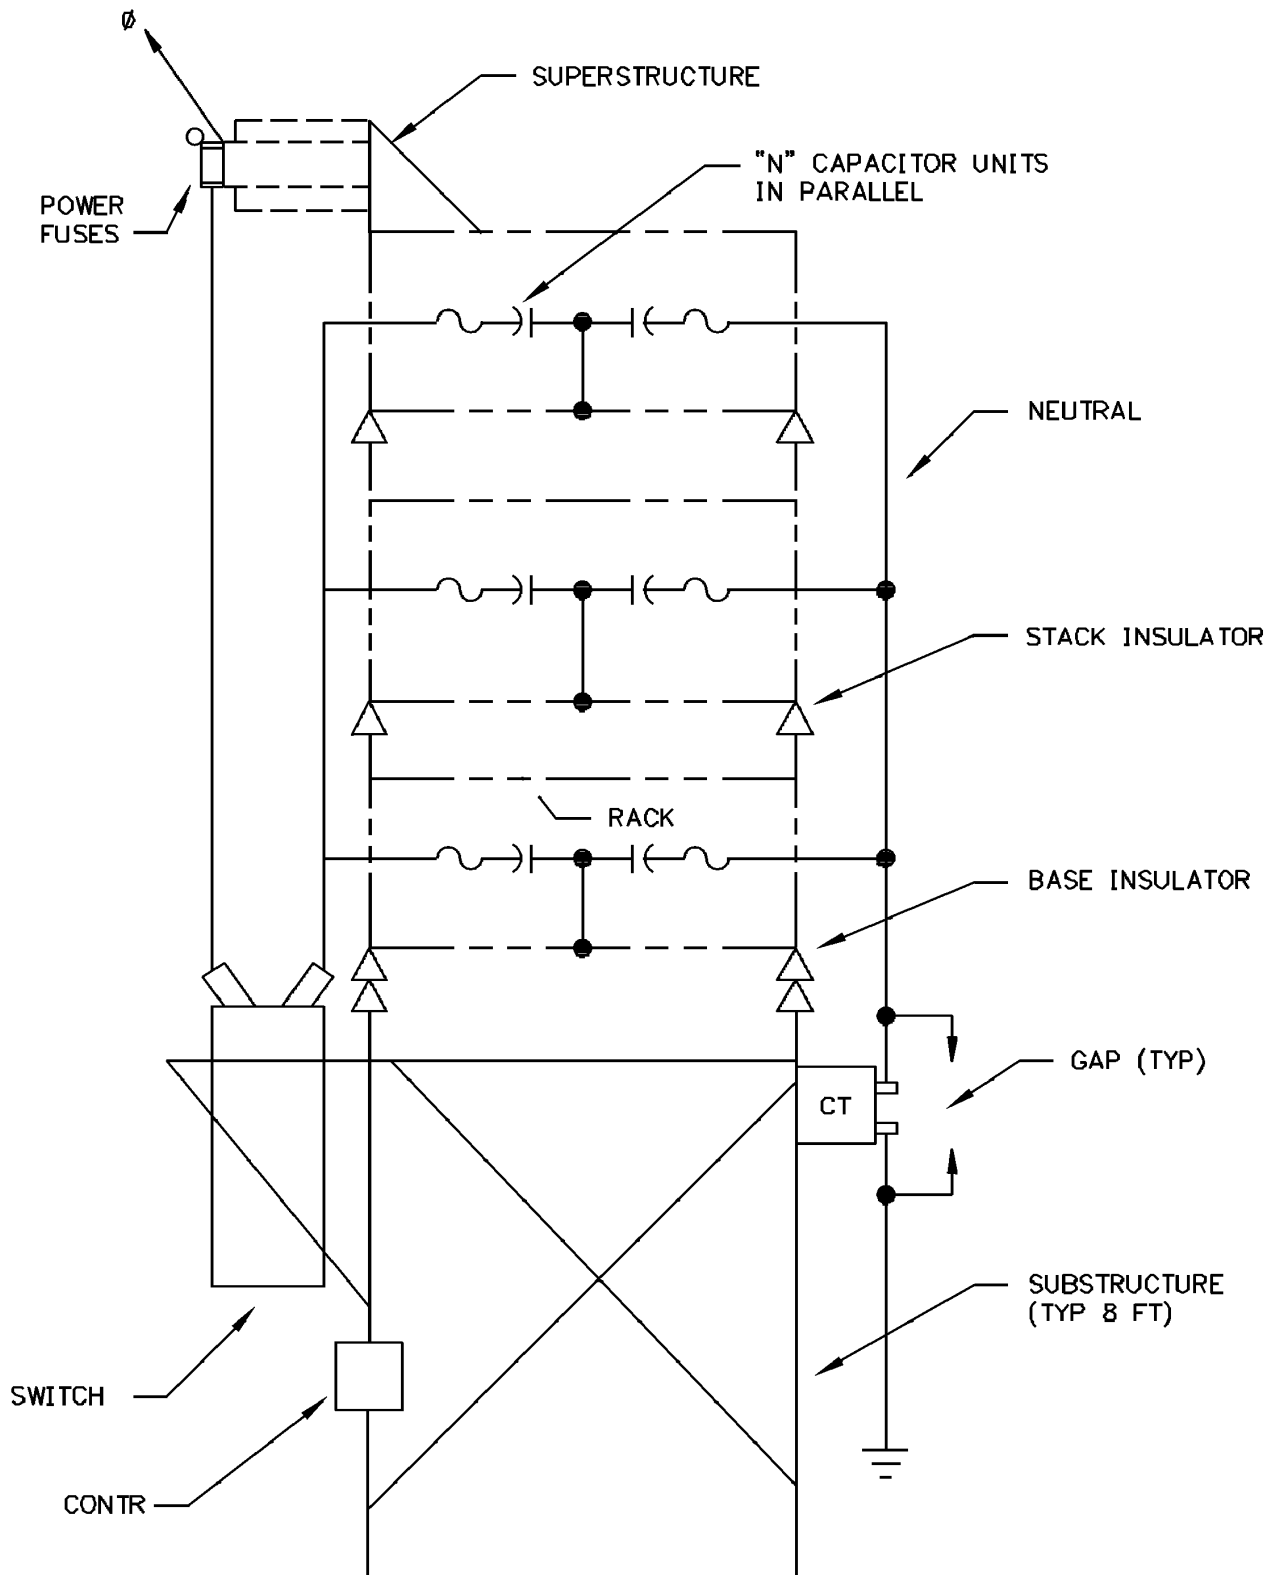 Ø
SUPERSTRUCTURE
"N" CAPACITOR UNITS
IN PARALLEL
POWER
FUSES
NEUTRAL
STACK INSULATOR
RACK
BASE INSULATOR
GAP (TYP)
CT
SUBSTRUCTURE
(TYP 8 FT)
SWITCH
CONTR